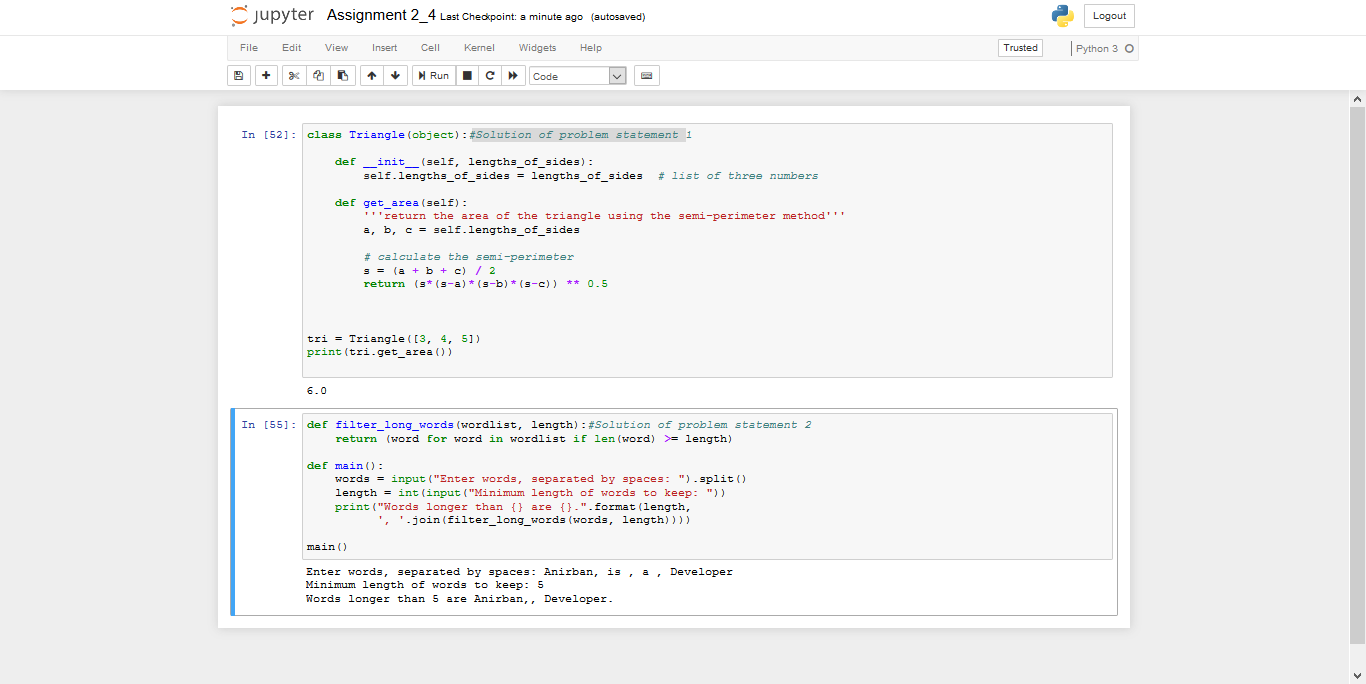 jupyter Assignment 2_4 Last Checkpoint: a minute ago (autosaved) Logout
File Edit View Insert Cell Kernel Widgets Help Trusted Python 3
Run Code
In [52]: class Triangle(object):#Solution of problem statement 1
    def __init__(self, lengths_of_sides):
        self.lengths_of_sides = lengths_of_sides  # list of three numbers
    def get_area(self):
        '''return the area of the triangle using the semi-perimeter method'''
        a, b, c = self.lengths_of_sides
        # calculate the semi-perimeter
        s = (a + b + c) / 2
        return (s*(s-a)*(s-b)*(s-c)) ** 0.5
tri = Triangle([3, 4, 5])
print(tri.get_area())
6.0
In [55]: def filter_long_words(wordlist, length):#Solution of problem statement 2
    return (word for word in wordlist if len(word) >= length)
def main():
    words = input("Enter words, separated by spaces: ").split()
    length = int(input("Minimum length of words to keep: "))
    print("Words longer than {} are {}.".format(length,
          ', '.join(filter_long_words(words, length))))
main()
Enter words, separated by spaces: Anirban, is , a , Developer
Minimum length of words to keep: 5
Words longer than 5 are Anirban,, Developer.